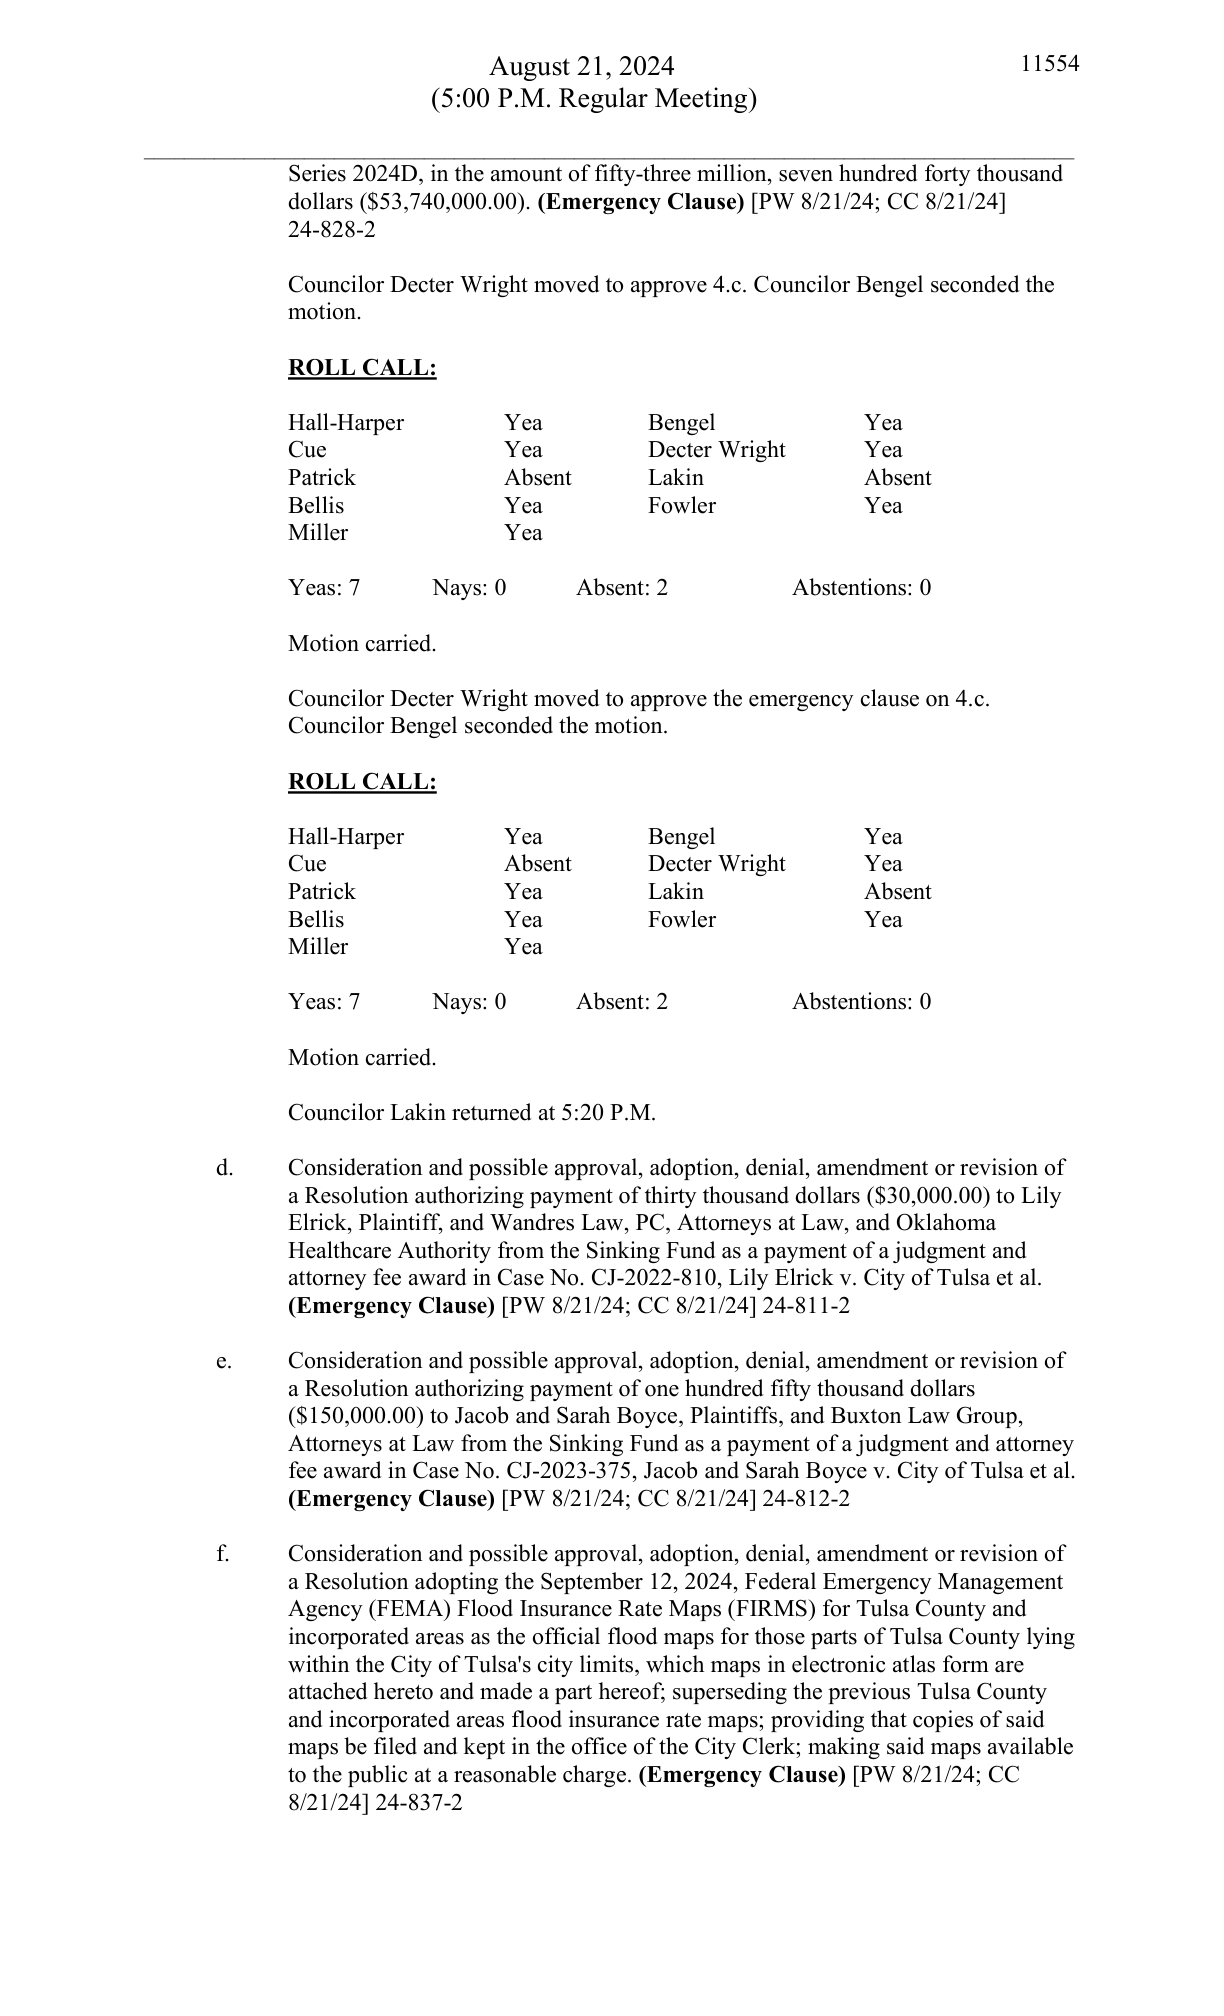 August 21, 2024
11554
(5:00 P.M. Regular Meeting)
Series 2024D, in the amount of fifty-three million, seven hundred forty thousand
dollars ($53,740,000.00). (Emergency Clause) [PW 8/21/24; CC 8/21/24]
24-828-2
Councilor Decter Wright moved to approve 4.c. Councilor Bengel seconded the
motion.
ROLL CALL:
Hall-Harper Yea Bengel Yea
Cue Yea Decter Wright Yea
Patrick Absent Lakin Absent
Bellis Yea Fowler Yea
Miller Yea
Yeas: 7 Nays: 0 Absent: 2 Abstentions: 0
Motion carried.
Councilor Decter Wright moved to approve the emergency clause on 4.c.
Councilor Bengel seconded the motion.
ROLL CALL:
Hall-Harper Yea Bengel Yea
Cue Absent Decter Wright Yea
Patrick Yea Lakin Absent
Bellis Yea Fowler Yea
Miller Yea
Yeas: 7 Nays: 0 Absent: 2 Abstentions: 0
Motion carried.
Councilor Lakin returned at 5:20 P.M.
d. Consideration and possible approval, adoption, denial, amendment or revision of
a Resolution authorizing payment of thirty thousand dollars ($30,000.00) to Lily
Elrick, Plaintiff, and Wandres Law, PC, Attorneys at Law, and Oklahoma
Healthcare Authority from the Sinking Fund as a payment of a judgment and
attorney fee award in Case No. CJ-2022-810, Lily Elrick v. City of Tulsa et al.
(Emergency Clause) [PW 8/21/24; CC 8/21/24] 24-811-2
e. Consideration and possible approval, adoption, denial, amendment or revision of
a Resolution authorizing payment of one hundred fifty thousand dollars
($150,000.00) to Jacob and Sarah Boyce, Plaintiffs, and Buxton Law Group,
Attorneys at Law from the Sinking Fund as a payment of a judgment and attorney
fee award in Case No. CJ-2023-375, Jacob and Sarah Boyce v. City of Tulsa et al.
(Emergency Clause) [PW 8/21/24; CC 8/21/24] 24-812-2
f. Consideration and possible approval, adoption, denial, amendment or revision of
a Resolution adopting the September 12, 2024, Federal Emergency Management
Agency (FEMA) Flood Insurance Rate Maps (FIRMS) for Tulsa County and
incorporated areas as the official flood maps for those parts of Tulsa County lying
within the City of Tulsa's city limits, which maps in electronic atlas form are
attached hereto and made a part hereof; superseding the previous Tulsa County
and incorporated areas flood insurance rate maps; providing that copies of said
maps be filed and kept in the office of the City Clerk; making said maps available
to the public at a reasonable charge. (Emergency Clause) [PW 8/21/24; CC
8/21/24] 24-837-2